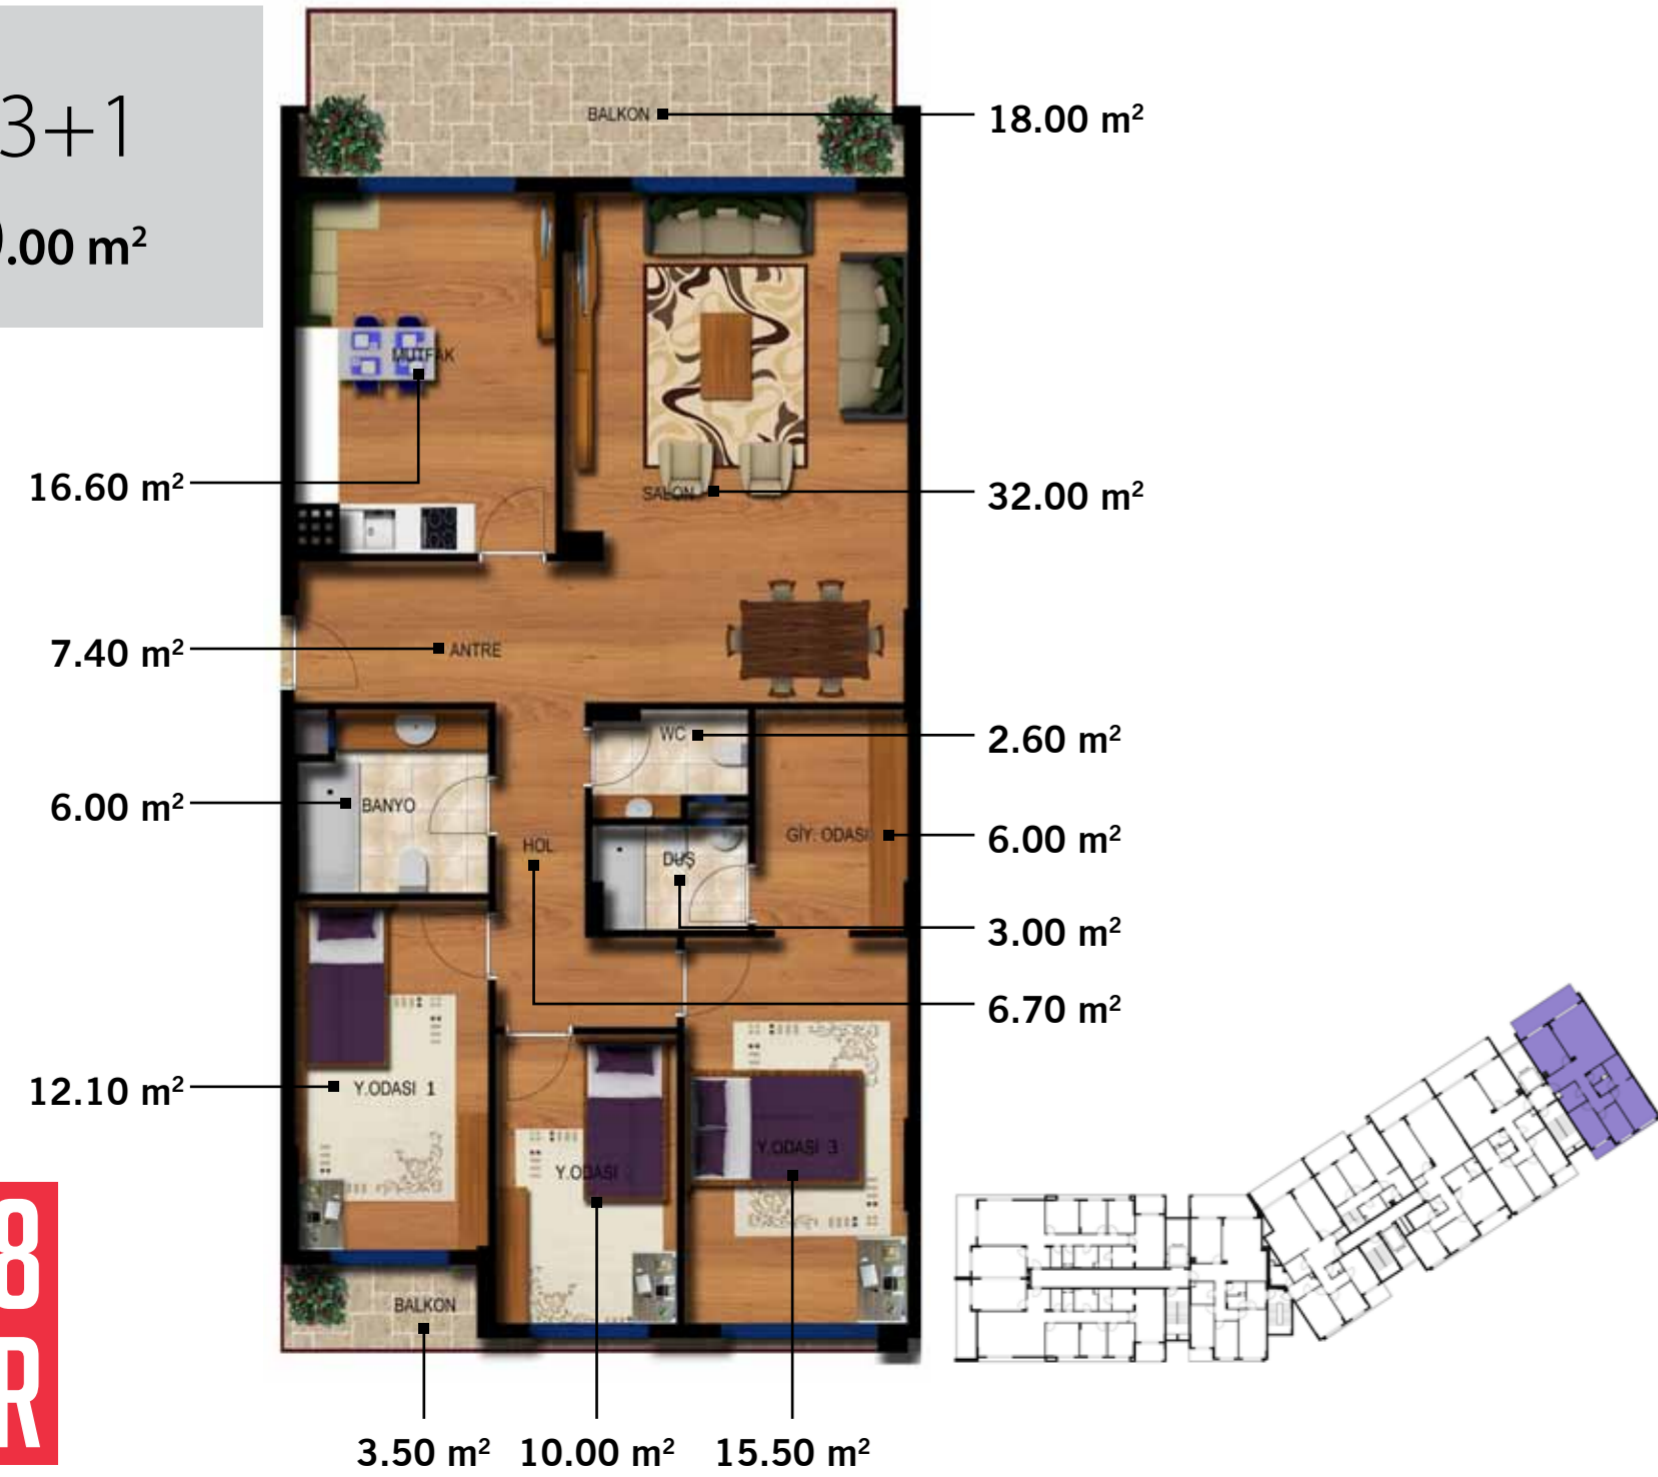 3+1
.00 m²
BALKON
18.00 m²
MUTFAK
16.60 m²
SALON
32.00 m²
7.40 m²
ANTRE
WC
2.60 m²
6.00 m²
BANYO
HOL
GİY. ODASI
6.00 m²
DUŞ
3.00 m²
6.70 m²
12.10 m²
Y.ODASI 1
Y.ODASI
Y.ODASI 3
BALKON
8
R
3.50 m²
10.00 m²
15.50 m²